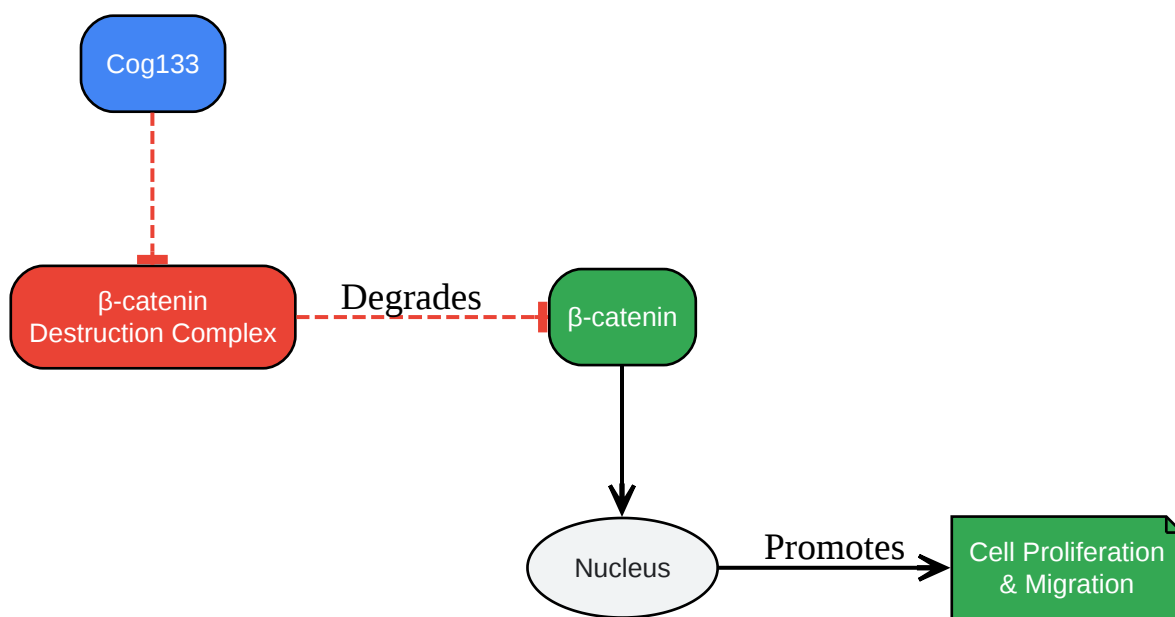 Cog133
β-catenin
Destruction Complex
Degrades
β-catenin
Nucleus
Promotes
Cell Proliferation
& Migration